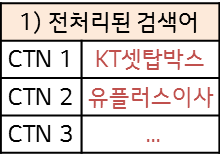 1) 전처리된 검색어
CTN 1 KT셋탑박스
CTN 2 유플러스이사
CTN 3 ...